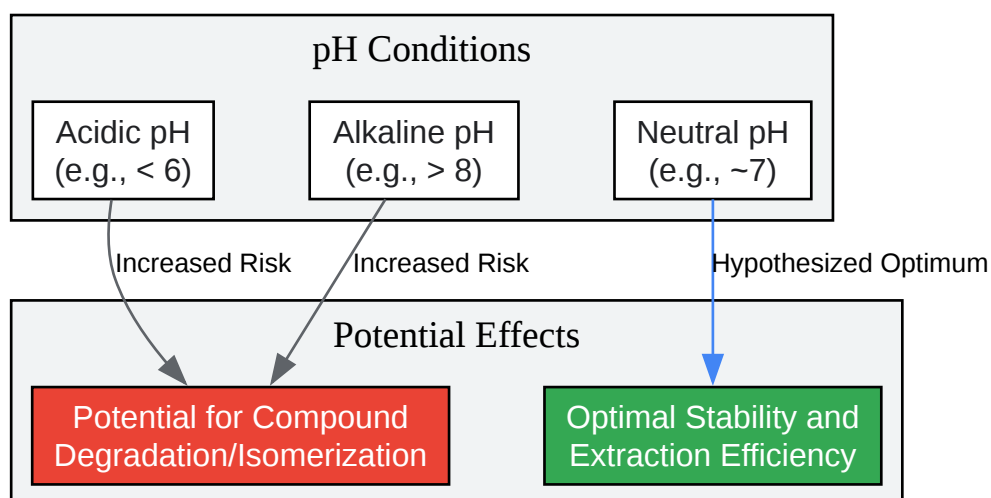 pH Conditions
Acidic pH
(e.g., < 6)
Alkaline pH
(e.g., > 8)
Neutral pH
(e.g., ~7)
Increased Risk
Increased Risk
Hypothesized Optimum
Potential Effects
Potential for Compound
Degradation/Isomerization
Optimal Stability and
Extraction Efficiency